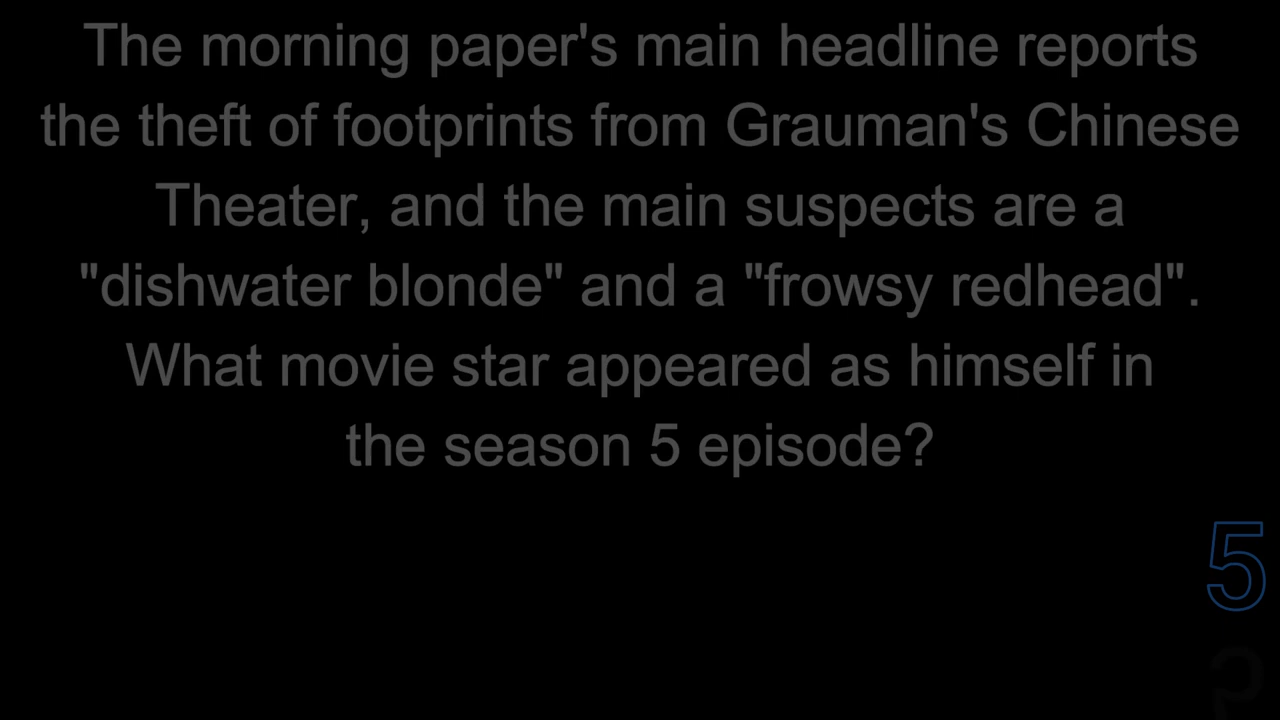 The morning paper's main headline reports
the theft of footprints from Grauman's Chinese
Theater, and the main suspects are a
"dishwater blonde" and a "frowsy redhead".
What movie star appeared as himself in
the season 5 episode?
5